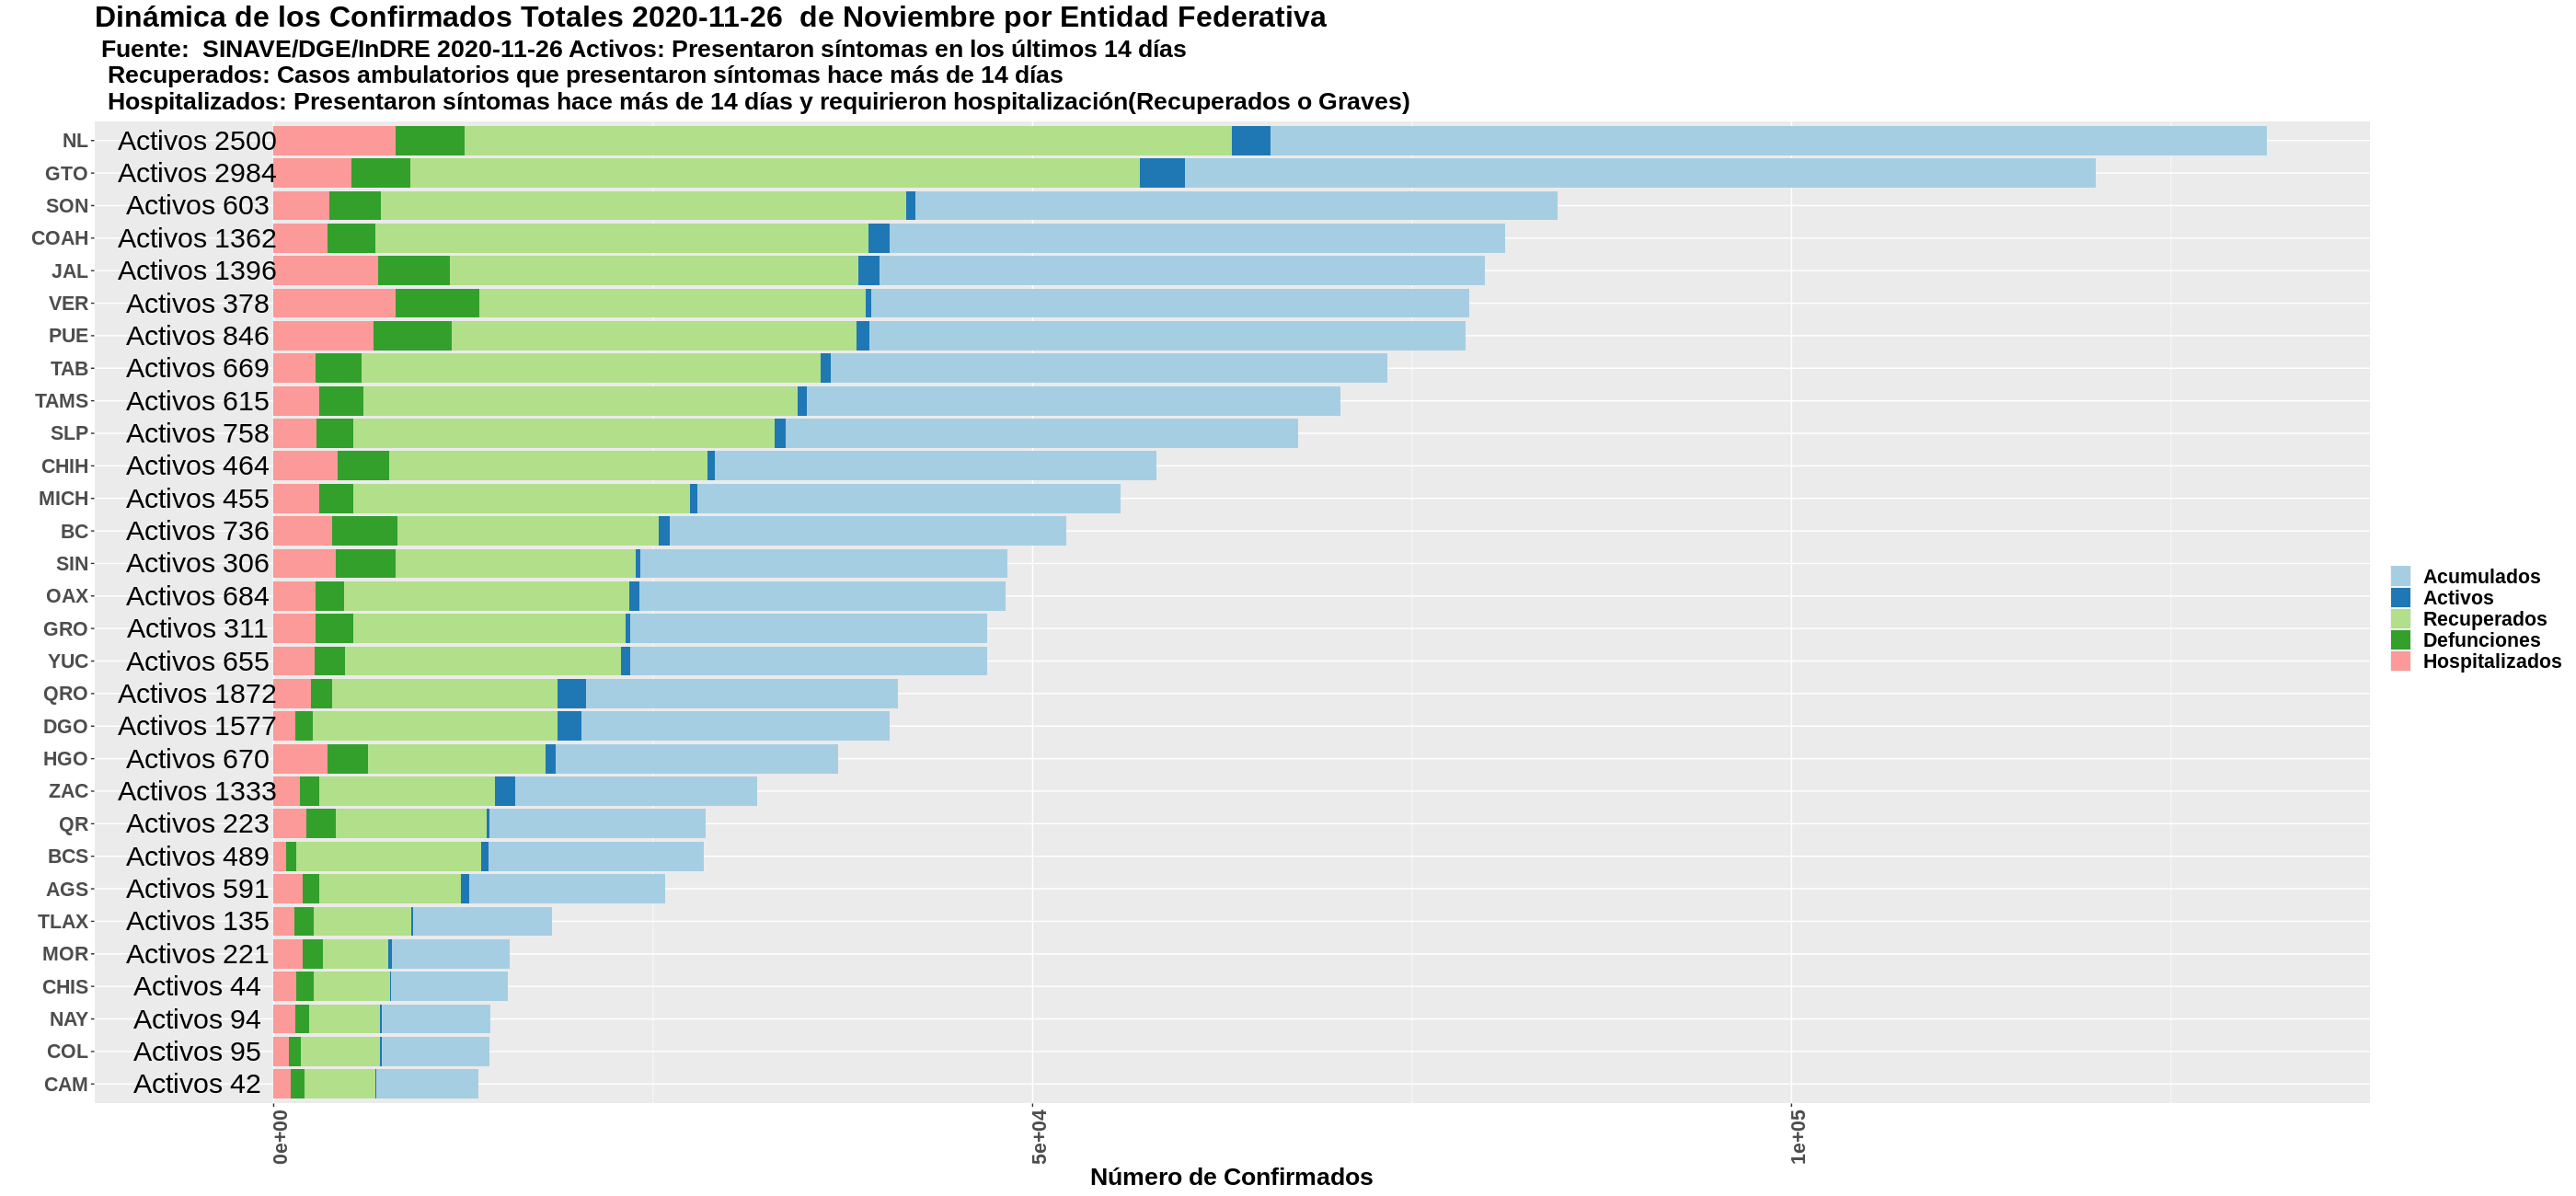 Dinámica de los Confirmados Totales 2020-11-26  de Noviembre por Entidad Federativa
Fuente:  SINAVE/DGE/InDRE 2020-11-26 Activos: Presentaron síntomas en los últimos 14 días
Recuperados: Casos ambulatorios que presentaron síntomas hace más de 14 días
Hospitalizados: Presentaron síntomas hace más de 14 días y requirieron hospitalización(Recuperados o Graves)
NL Activos 2500
GTO Activos 2984
SON Activos 603
COAH Activos 1362
JAL Activos 1396
VER Activos 378
PUE Activos 846
TAB Activos 669
TAMS Activos 615
SLP Activos 758
CHIH Activos 464
MICH Activos 455
BC Activos 736
SIN Activos 306
OAX Activos 684
GRO Activos 311
YUC Activos 655
QRO Activos 1872
DGO Activos 1577
HGO Activos 670
ZAC Activos 1333
QR Activos 223
BCS Activos 489
AGS Activos 591
TLAX Activos 135
MOR Activos 221
CHIS Activos 44
NAY Activos 94
COL Activos 95
CAM Activos 42
0e+00 5e+04 1e+05
Número de Confirmados
Acumulados
Activos
Recuperados
Defunciones
Hospitalizados